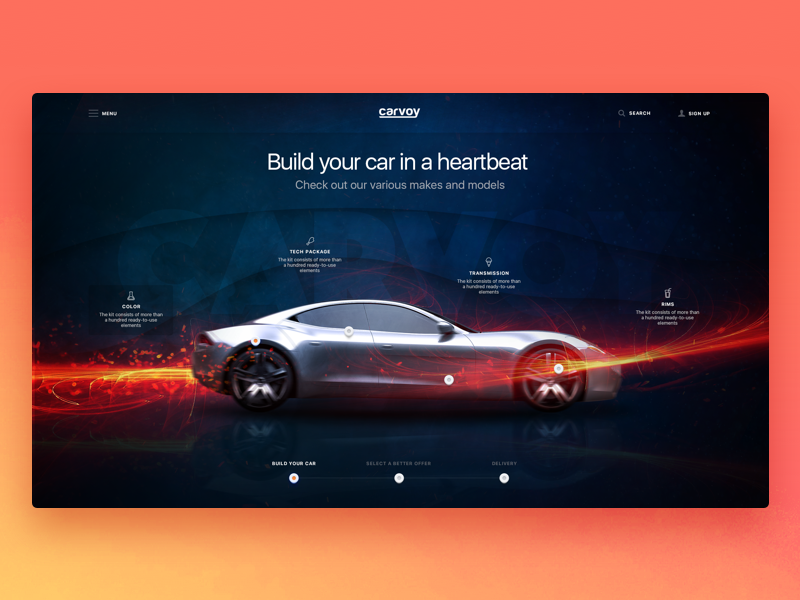 MENU
carvoy
SEARCH
SIGN UP
Build your car in a heartbeat
Check out our various makes and models
CARVOY
TECH PACKAGE
The kit consists of more than
a hundred ready-to-use
elements
TRANSMISSION
The kit consists of more than
a hundred ready-to-use
elements
COLOR
The kit consists of more than
a hundred ready-to-use
elements
RIMS
The kit consists of more than
a hundred ready-to-use
elements
BUILD YOUR CAR
SELECT A BETTER OFFER
DELIVERY